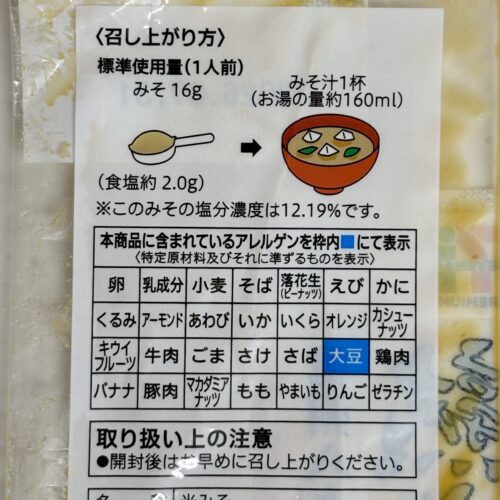 〈召し上がり方〉
標準使用量(1人前)
みそ 16g
みそ汁1杯
(お湯の量約160ml)
(食塩約 2.0g)
※このみその塩分濃度は12.19%です。
本商品に含まれているアレルゲンを枠内■にて表示
〈特定原材料及びそれに準ずるものを表示〉
卵 乳成分 小麦 そば 落花生(ピーナッツ) えび かに
くるみ アーモンド あわび いか いくら オレンジ カシューナッツ
キウイフルーツ 牛肉 ごま さけ さば 大豆 鶏肉
バナナ 豚肉 マカダミアナッツ もも やまいも りんご ゼラチン
取り扱い上の注意
●開封後はお早めに召し上がりください。